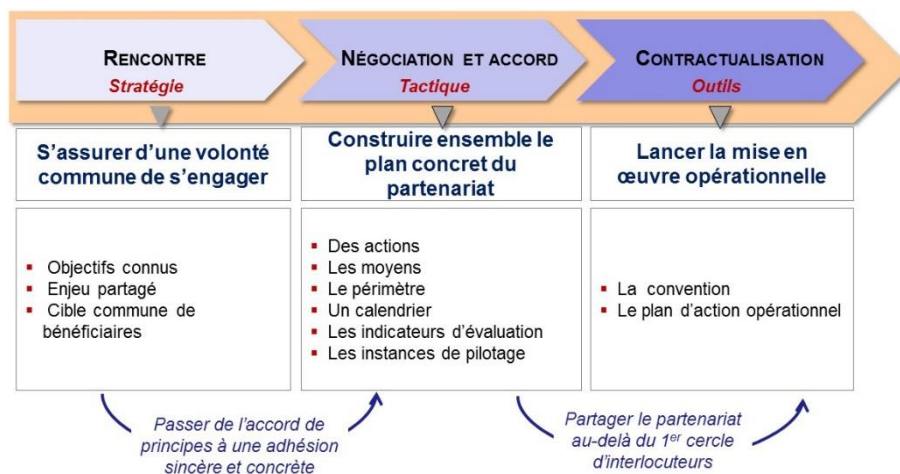 RENCONTRE
Stratégie
NÉGOCIATION ET ACCORD
Tactique
CONTRACTUALISATION
Outils
S'assurer d'une volonté
commune de s'engager
Construire ensemble le
plan concret du
partenariat
Lancer la mise en
œuvre opérationnelle
▪ Objectifs connus
▪ Enjeu partagé
▪ Cible commune de
bénéficiaires
▪ Des actions
▪ Les moyens
▪ Le périmètre
▪ Un calendrier
▪ Les indicateurs d'évaluation
▪ Les instances de pilotage
▪ La convention
▪ Le plan d'action opérationnel
Passer de l'accord de
principes à une adhésion
sincère et concrète
Partager le partenariat
au-delà du 1er cercle
d'interlocuteurs